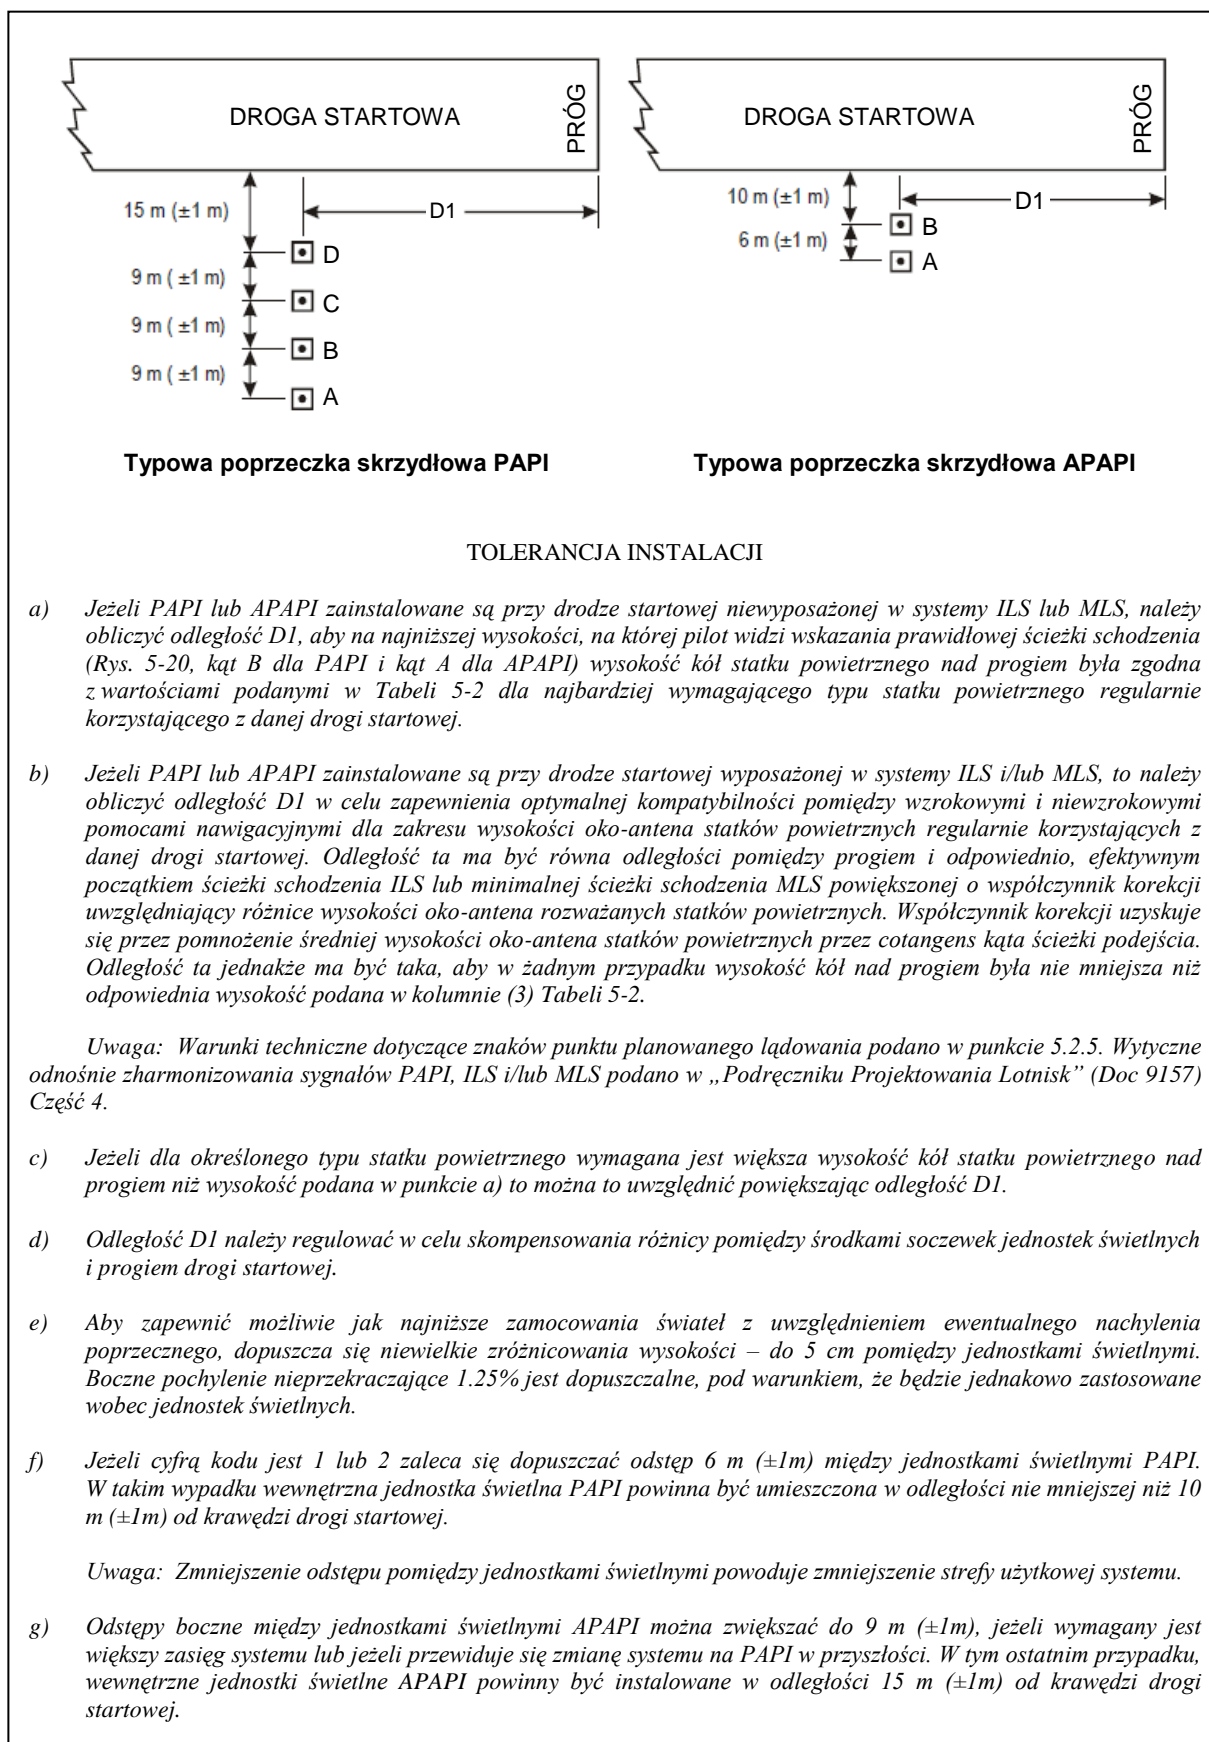 DROGA STARTOWA
PRÓG
15 m (±1 m)
D1
D
9 m ( ±1 m)
C
9 m ( ±1 m)
B
9 m ( ±1 m)
A
Typowa poprzeczka skrzydłowa PAPI
DROGA STARTOWA
PRÓG
10 m (±1 m)
D1
B
6 m (±1 m)
A
Typowa poprzeczka skrzydłowa APAPI
TOLERANCJA INSTALACJI
a) Jeżeli PAPI lub APAPI zainstalowane są przy drodze startowej niewyposażonej w systemy ILS lub MLS, należy
obliczyć odległość D1, aby na najniższej wysokości, na której pilot widzi wskazania prawidłowej ścieżki schodzenia
(Rys. 5-20, kąt B dla PAPI i kąt A dla APAPI) wysokość kół statku powietrznego nad progiem była zgodna
z wartościami podanymi w Tabeli 5-2 dla najbardziej wymagającego typu statku powietrznego regularnie
korzystającego z danej drogi startowej.
b) Jeżeli PAPI lub APAPI zainstalowane są przy drodze startowej wyposażonej w systemy ILS i/lub MLS, to należy
obliczyć odległość D1 w celu zapewnienia optymalnej kompatybilności pomiędzy wzrokowymi i niewzrokowymi
pomocami nawigacyjnymi dla zakresu wysokości oko-antena statków powietrznych regularnie korzystających z
danej drogi startowej. Odległość ta ma być równa odległości pomiędzy progiem i odpowiednio, efektywnym
początkiem ścieżki schodzenia ILS lub minimalnej ścieżki schodzenia MLS powiększonej o współczynnik korekcji
uwzględniający różnice wysokości oko-antena rozważanych statków powietrznych. Współczynnik korekcji uzyskuje
się przez pomnożenie średniej wysokości oko-antena statków powietrznych przez cotangens kąta ścieżki podejścia.
Odległość ta jednakże ma być taka, aby w żadnym przypadku wysokość kół nad progiem była nie mniejsza niż
odpowiednia wysokość podana w kolumnie (3) Tabeli 5-2.
Uwaga: Warunki techniczne dotyczące znaków punktu planowanego lądowania podano w punkcie 5.2.5. Wytyczne
odnośnie zharmonizowania sygnałów PAPI, ILS i/lub MLS podano w „Podręczniku Projektowania Lotnisk” (Doc 9157)
Część 4.
c) Jeżeli dla określonego typu statku powietrznego wymagana jest większa wysokość kół statku powietrznego nad
progiem niż wysokość podana w punkcie a) to można to uwzględnić powiększając odległość D1.
d) Odległość D1 należy regulować w celu skompensowania różnicy pomiędzy środkami soczewek jednostek świetlnych
i progiem drogi startowej.
e) Aby zapewnić możliwie jak najniższe zamocowania świateł z uwzględnieniem ewentualnego nachylenia
poprzecznego, dopuszcza się niewielkie zróżnicowania wysokości – do 5 cm pomiędzy jednostkami świetlnymi.
Boczne pochylenie nieprzekraczające 1.25% jest dopuszczalne, pod warunkiem, że będzie jednakowo zastosowane
wobec jednostek świetlnych.
f) Jeżeli cyfrą kodu jest 1 lub 2 zaleca się dopuszczać odstęp 6 m (±1m) między jednostkami świetlnymi PAPI.
W takim wypadku wewnętrzna jednostka świetlna PAPI powinna być umieszczona w odległości nie mniejszej niż 10
m (±1m) od krawędzi drogi startowej.
Uwaga: Zmniejszenie odstępu pomiędzy jednostkami świetlnymi powoduje zmniejszenie strefy użytkowej systemu.
g) Odstępy boczne między jednostkami świetlnymi APAPI można zwiększać do 9 m (±1m), jeżeli wymagany jest
większy zasięg systemu lub jeżeli przewiduje się zmianę systemu na PAPI w przyszłości. W tym ostatnim przypadku,
wewnętrzne jednostki świetlne APAPI powinny być instalowane w odległości 15 m (±1m) od krawędzi drogi
startowej.